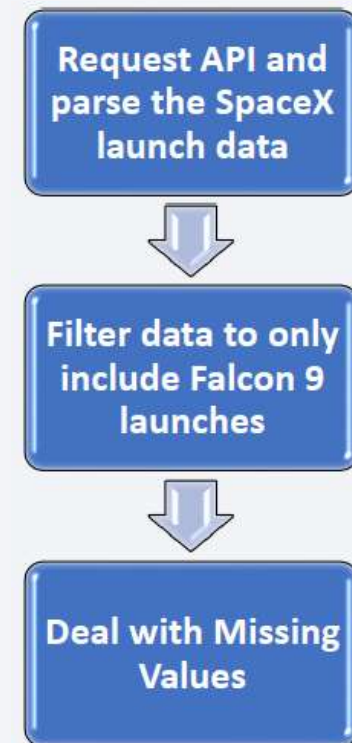 Request API and
parse the SpaceX
launch data
Filter data to only
include Falcon 9
launches
Deal with Missing
Values